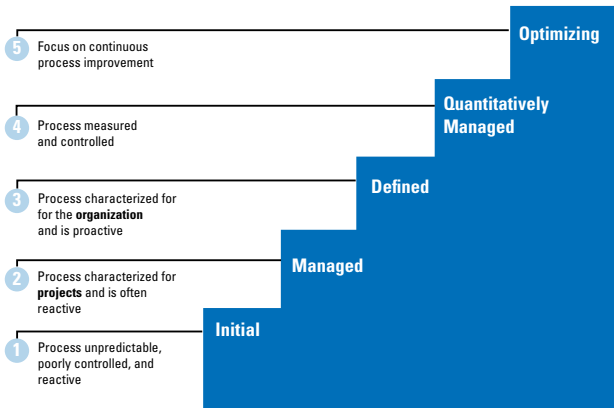 Optimizing
5
Focus on continuous
process improvement
Quantitatively
Managed
4
Process measured
and controlled
Defined
3
Process characterized for
for the organization
and is proactive
Managed
2
Process characterized for
projects and is often
reactive
Initial
1
Process unpredictable,
poorly controlled, and
reactive